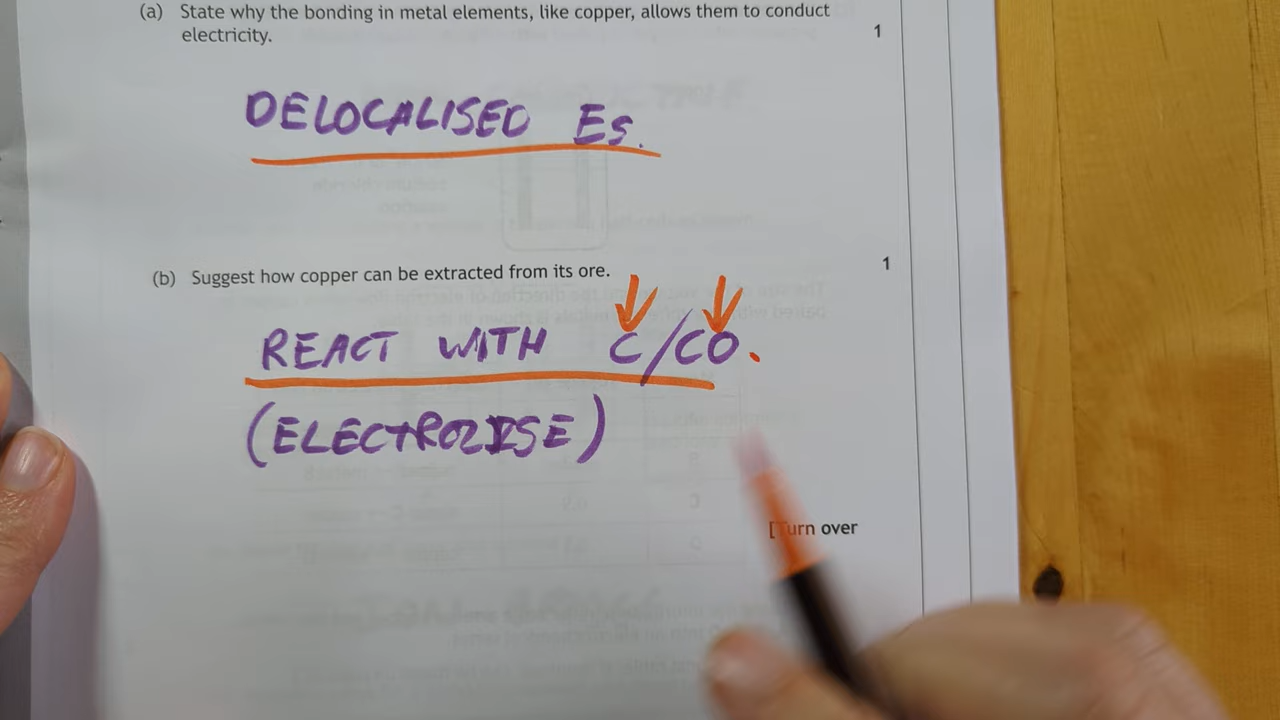 (a) State why the bonding in metal elements, like copper, allows them to conduct
electricity.
1
DELOCALISED Es.
(b) Suggest how copper can be extracted from its ore.
1
REACT WITH C/CO.
(ELECTROLYSE)
[Turn over